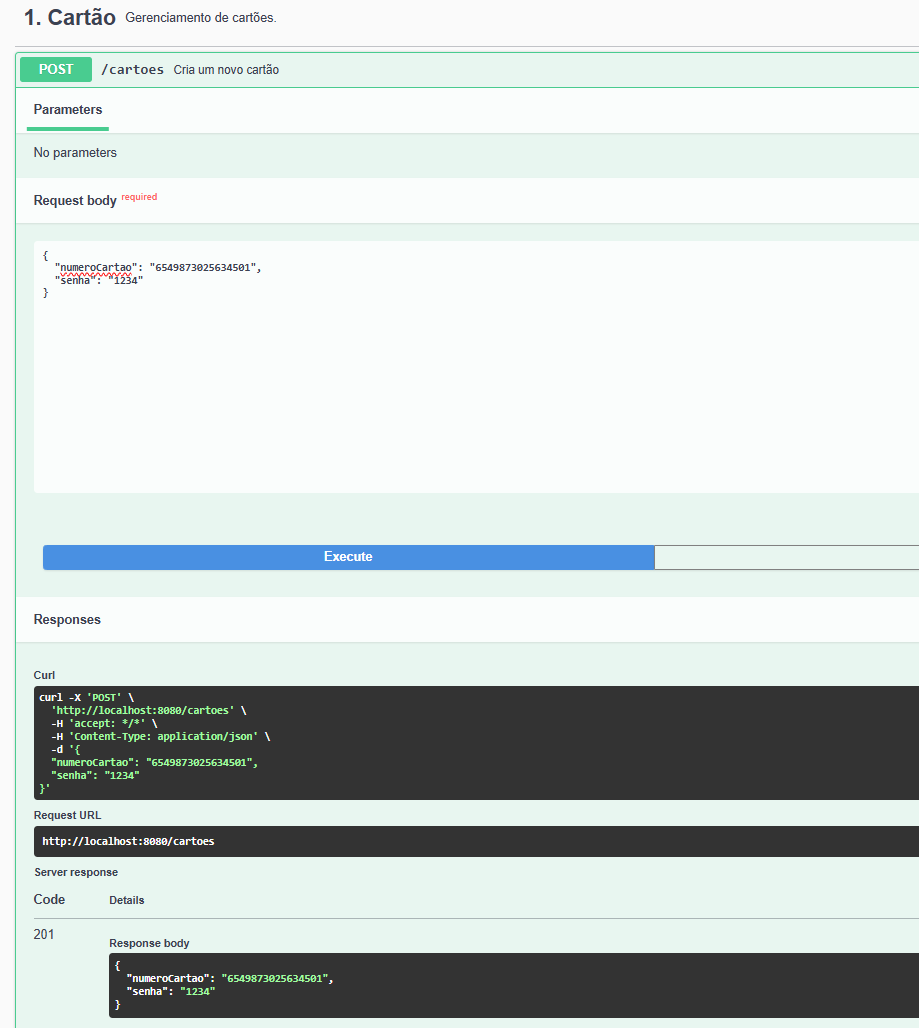 1. Cartão Gerenciamento de cartões.
POST /cartoes Cria um novo cartão
Parameters
No parameters
Request body required
{
"numeroCartao": "6549873025634501",
"senha": "1234"
}
Execute
Responses
Curl
curl -X 'POST' \
'http://localhost:8080/cartoes' \
-H 'accept: */*' \
-H 'Content-Type: application/json' \
-d '{
"numeroCartao": "6549873025634501",
"senha": "1234"
}'
Request URL
http://localhost:8080/cartoes
Server response
Code Details
201
Response body
{
"numeroCartao": "6549873025634501",
"senha": "1234"
}